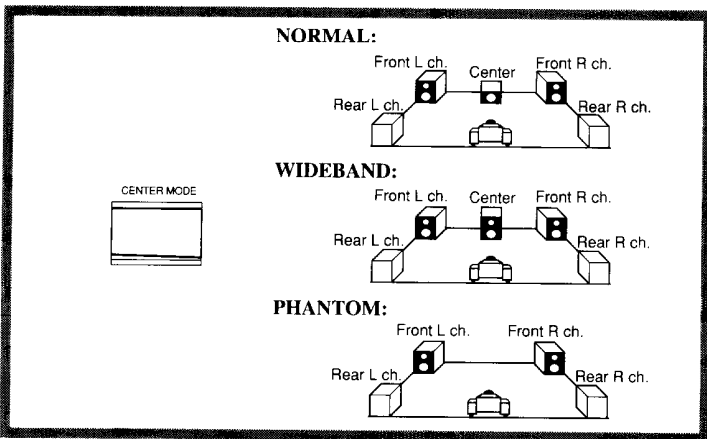 NORMAL:
Front L ch.
Center
Front R ch.
Rear L ch.
Rear R ch.
WIDEBAND:
Front L ch.
Center
Front R ch.
Rear L ch.
Rear R ch.
CENTER MODE
PHANTOM:
Front L ch.
Front R ch.
Rear L ch.
Rear R ch.